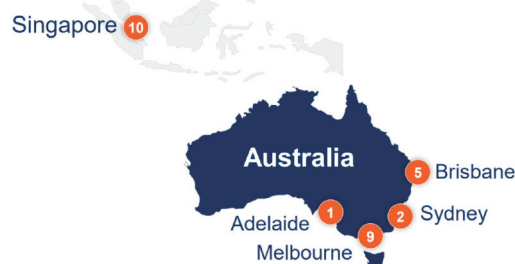 Singapore 10
Australia
5 Brisbane
Adelaide 1
2 Sydney
Melbourne 9